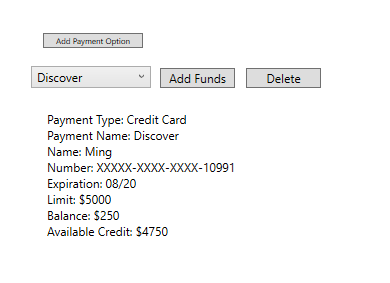 Add Payment Option
Discover
Add Funds
Delete
Payment Type: Credit Card
Payment Name: Discover
Name: Ming
Number: XXXXX-XXXX-XXXX-10991
Expiration: 08/20
Limit: $5000
Balance: $250
Available Credit: $4750